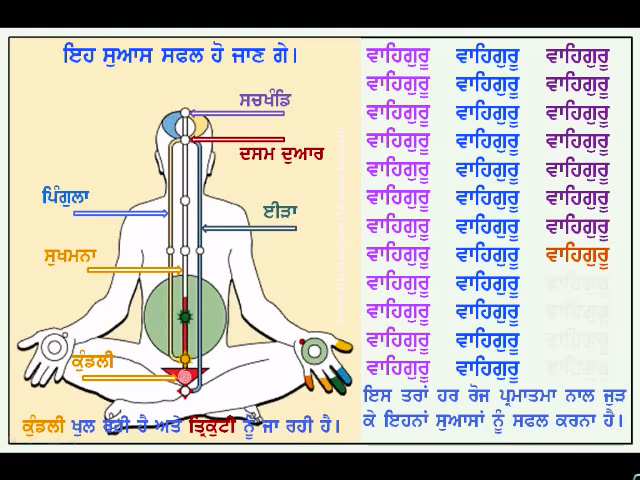 ਇਹ ਸੁਆਸ ਸਫਲ ਹੋ ਜਾਣ ਗੇ।
ਸਚਖੰਡਿ
ਦਸਮ ਦੁਆਰ
ਪਿੰਗੁਲਾ
ਈੜਾ
ਸੁਖਮਨਾ
ਕੁੰਡਲੀ
ਕੁੰਡਲੀ ਖੁਲ ਰਹੀ ਹੈ ਅਤੇ ਤ੍ਰਿਕੁਟੀ ਨੂੰ ਜਾ ਰਹੀ ਹੈ।
ਵਾਹਿਗੁਰੂ ਵਾਹਿਗੁਰੂ ਵਾਹਿਗੁਰੂ
ਵਾਹਿਗੁਰੂ ਵਾਹਿਗੁਰੂ ਵਾਹਿਗੁਰੂ
ਵਾਹਿਗੁਰੂ ਵਾਹਿਗੁਰੂ ਵਾਹਿਗੁਰੂ
ਵਾਹਿਗੁਰੂ ਵਾਹਿਗੁਰੂ ਵਾਹਿਗੁਰੂ
ਵਾਹਿਗੁਰੂ ਵਾਹਿਗੁਰੂ ਵਾਹਿਗੁਰੂ
ਵਾਹਿਗੁਰੂ ਵਾਹਿਗੁਰੂ ਵਾਹਿਗੁਰੂ
ਵਾਹਿਗੁਰੂ ਵਾਹਿਗੁਰੂ ਵਾਹਿਗੁਰੂ
ਵਾਹਿਗੁਰੂ ਵਾਹਿਗੁਰੂ ਵਾਹਿਗੁਰੂ
ਵਾਹਿਗੁਰੂ ਵਾਹਿਗੁਰੂ ਵਾਹਿਗੁਰੂ
ਵਾਹਿਗੁਰੂ ਵਾਹਿਗੁਰੂ ਵਾਹਿਗੁਰੂ
ਵਾਹਿਗੁਰੂ ਵਾਹਿਗੁਰੂ ਵਾਹਿਗੁਰੂ
ਵਾਹਿਗੁਰੂ ਵਾਹਿਗੁਰੂ
ਇਸ ਤਰਾਂ ਹਰ ਰੋਜ ਪ੍ਰਮਾਤਮਾ ਨਾਲ ਜੁੜ
ਕੇ ਇਹਨਾਂ ਸੁਆਸਾਂ ਨੂੰ ਸਫਲ ਕਰਨਾ ਹੈ।